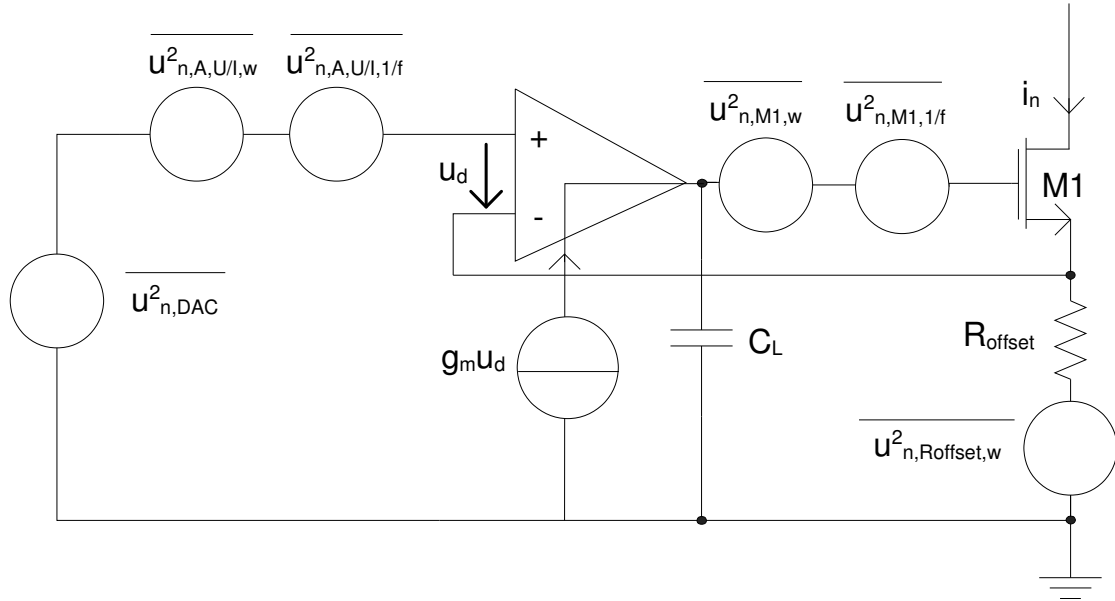 u²n,A,U/I,w
u²n,A,U/I,1/f
u²n,M1,w
u²n,M1,1/f
in
+
ud
M1
-
u²n,DAC
gmud
CL
Roffset
u²n,Roffset,w